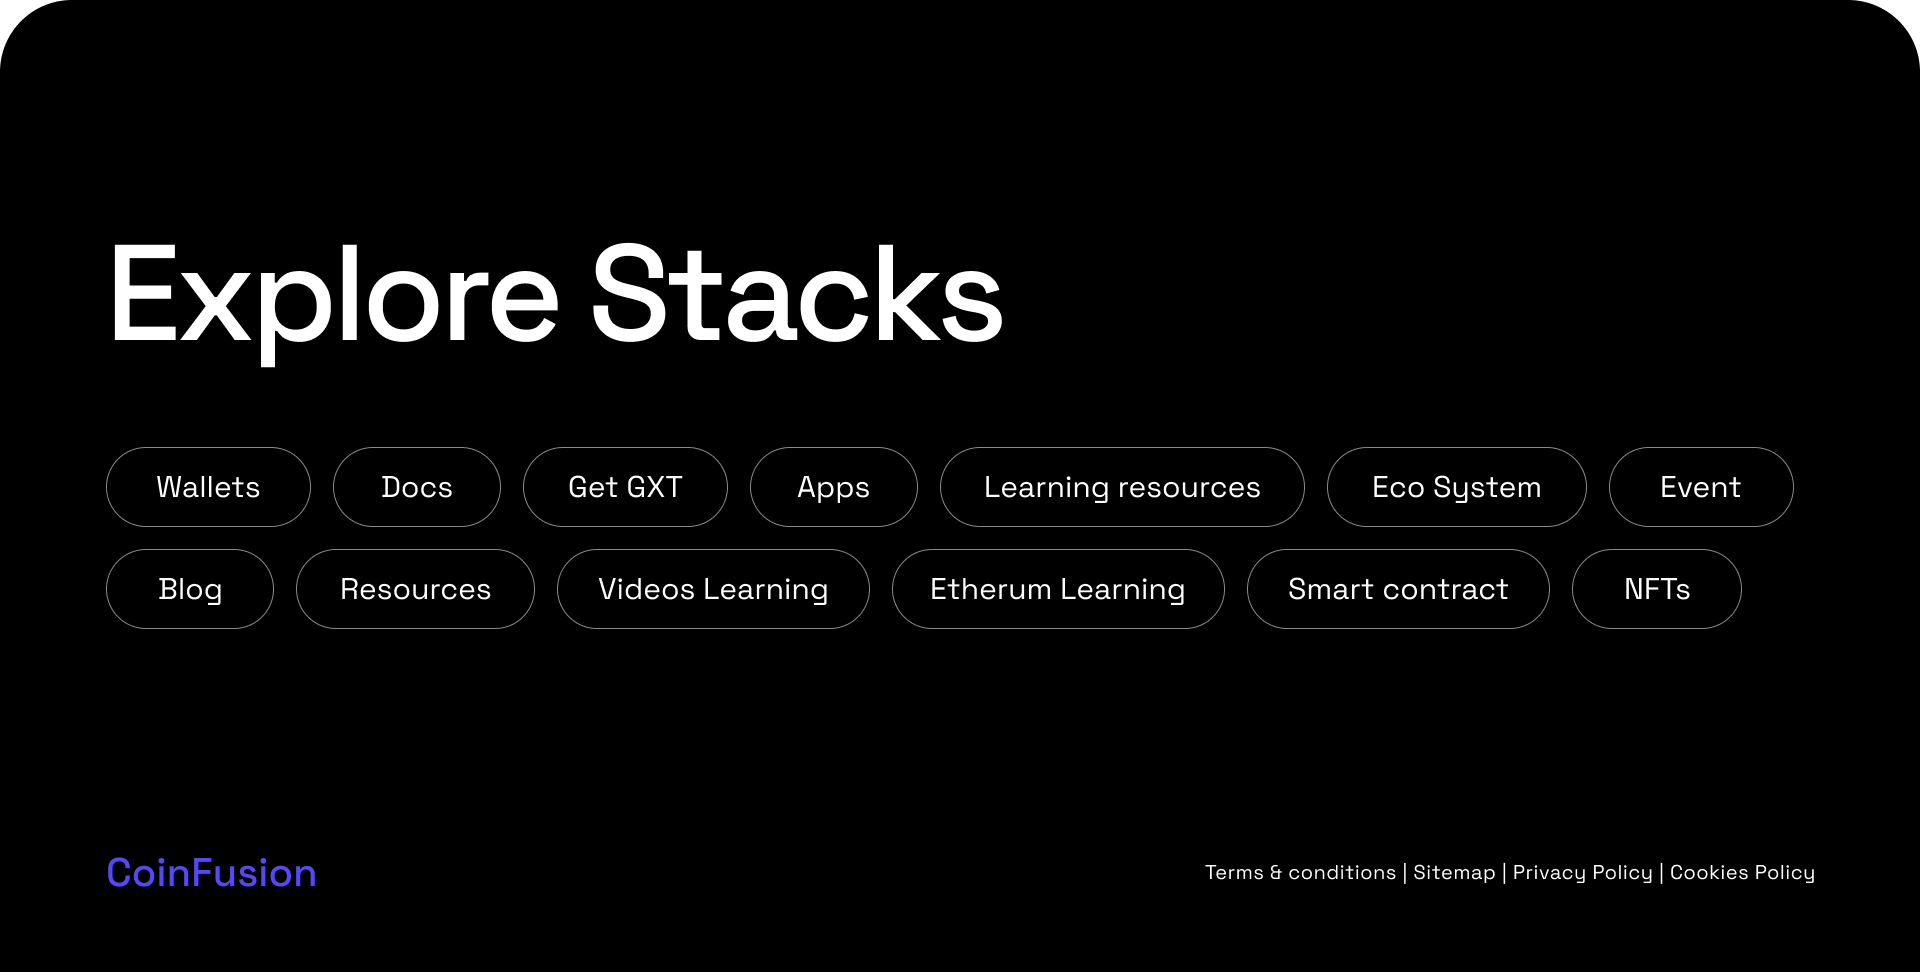 Explore Stacks
Wallets Docs Get GXT Apps Learning resources Eco System Event
Blog Resources Videos Learning Etherum Learning Smart contract NFTs
CoinFusion Terms & conditions | Sitemap | Privacy Policy | Cookies Policy